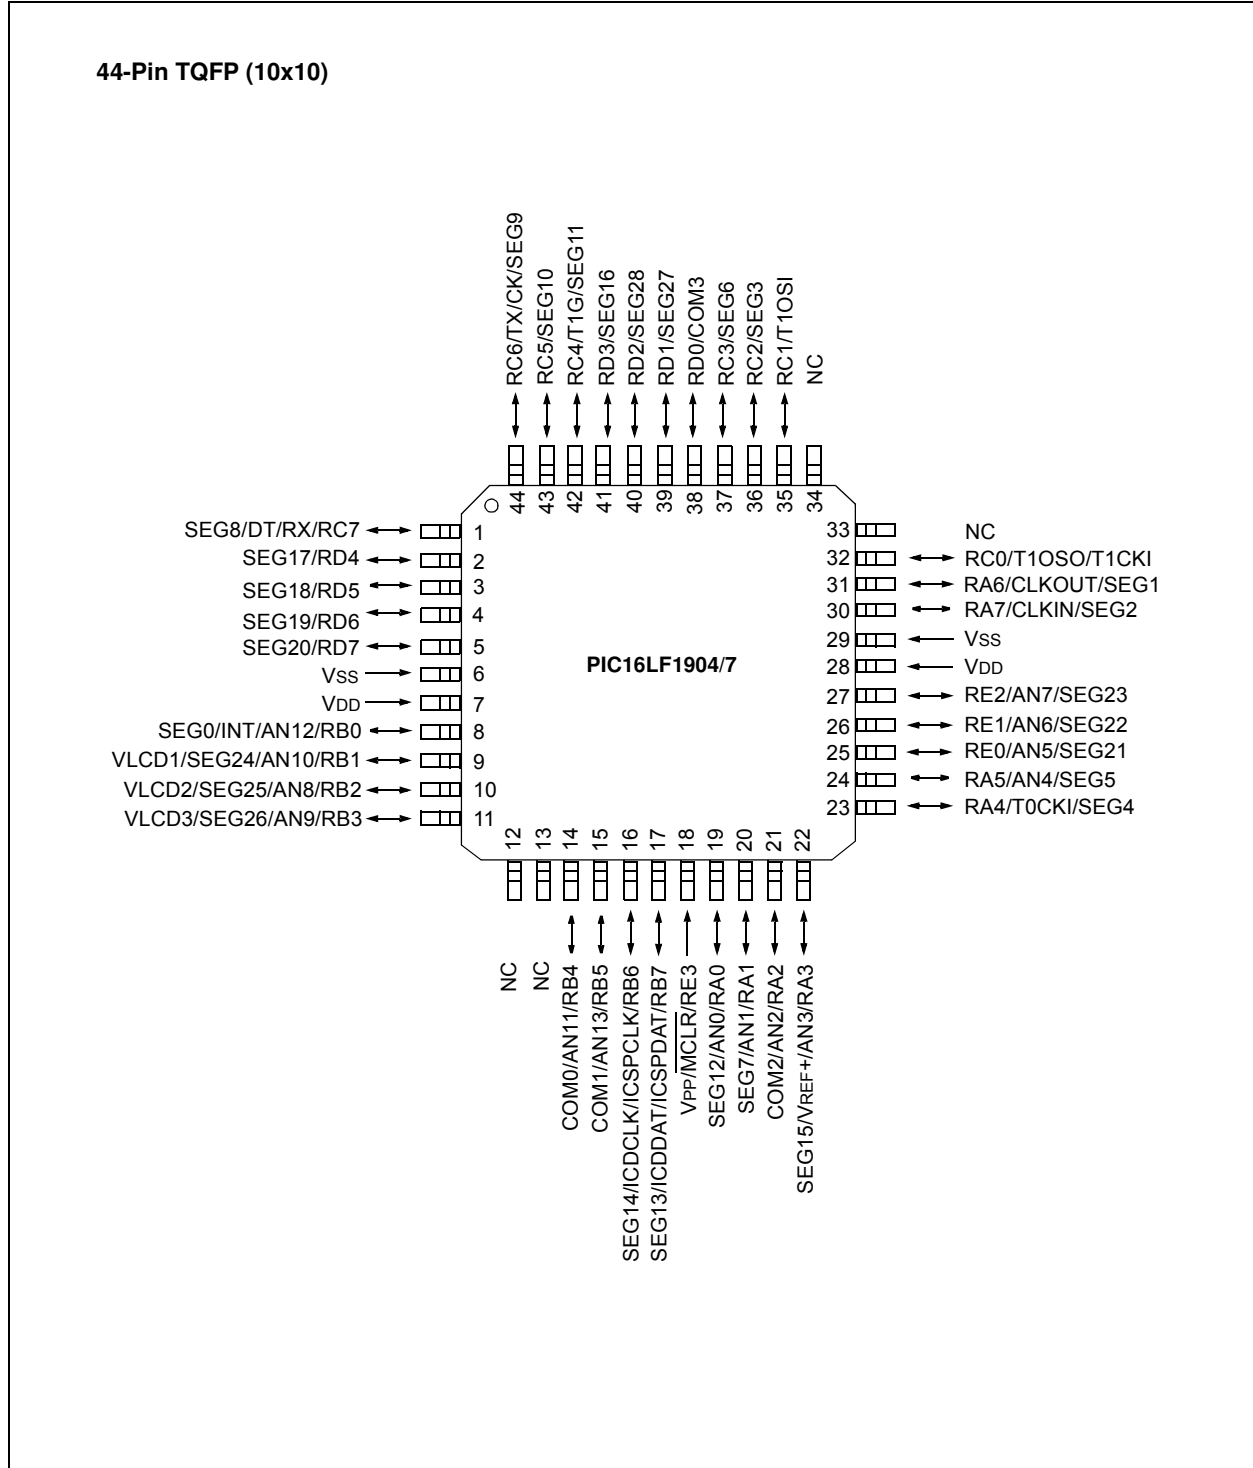 44-Pin TQFP (10x10)
RC6/TX/CK/SEG9
RC5/SEG10
RC4/T1G/SEG11
RD3/SEG16
RD2/SEG28
RD1/SEG27
RD0/COM3
RC3/SEG6
RC2/SEG3
RC1/T1OSI
NC
44
43
42
41
40
39
38
37
36
35
34
SEG8/DT/RX/RC7 1
SEG17/RD4 2
SEG18/RD5 3
SEG19/RD6 4
SEG20/RD7 5
VSS 6
VDD 7
SEG0/INT/AN12/RB0 8
VLCD1/SEG24/AN10/RB1 9
VLCD2/SEG25/AN8/RB2 10
VLCD3/SEG26/AN9/RB3 11
PIC16LF1904/7
33 NC
32 RC0/T1OSO/T1CKI
31 RA6/CLKOUT/SEG1
30 RA7/CLKIN/SEG2
29 VSS
28 VDD
27 RE2/AN7/SEG23
26 RE1/AN6/SEG22
25 RE0/AN5/SEG21
24 RA5/AN4/SEG5
23 RA4/T0CKI/SEG4
12
13
14
15
16
17
18
19
20
21
22
NC
NC
COM0/AN11/RB4
COM1/AN13/RB5
SEG14/ICDCLK/ICSPCLK/RB6
SEG13/ICDDAT/ICSPDAT/RB7
VPP/MCLR/RE3
SEG12/AN0/RA0
SEG7/AN1/RA1
COM2/AN2/RA2
SEG15/VREF+/AN3/RA3